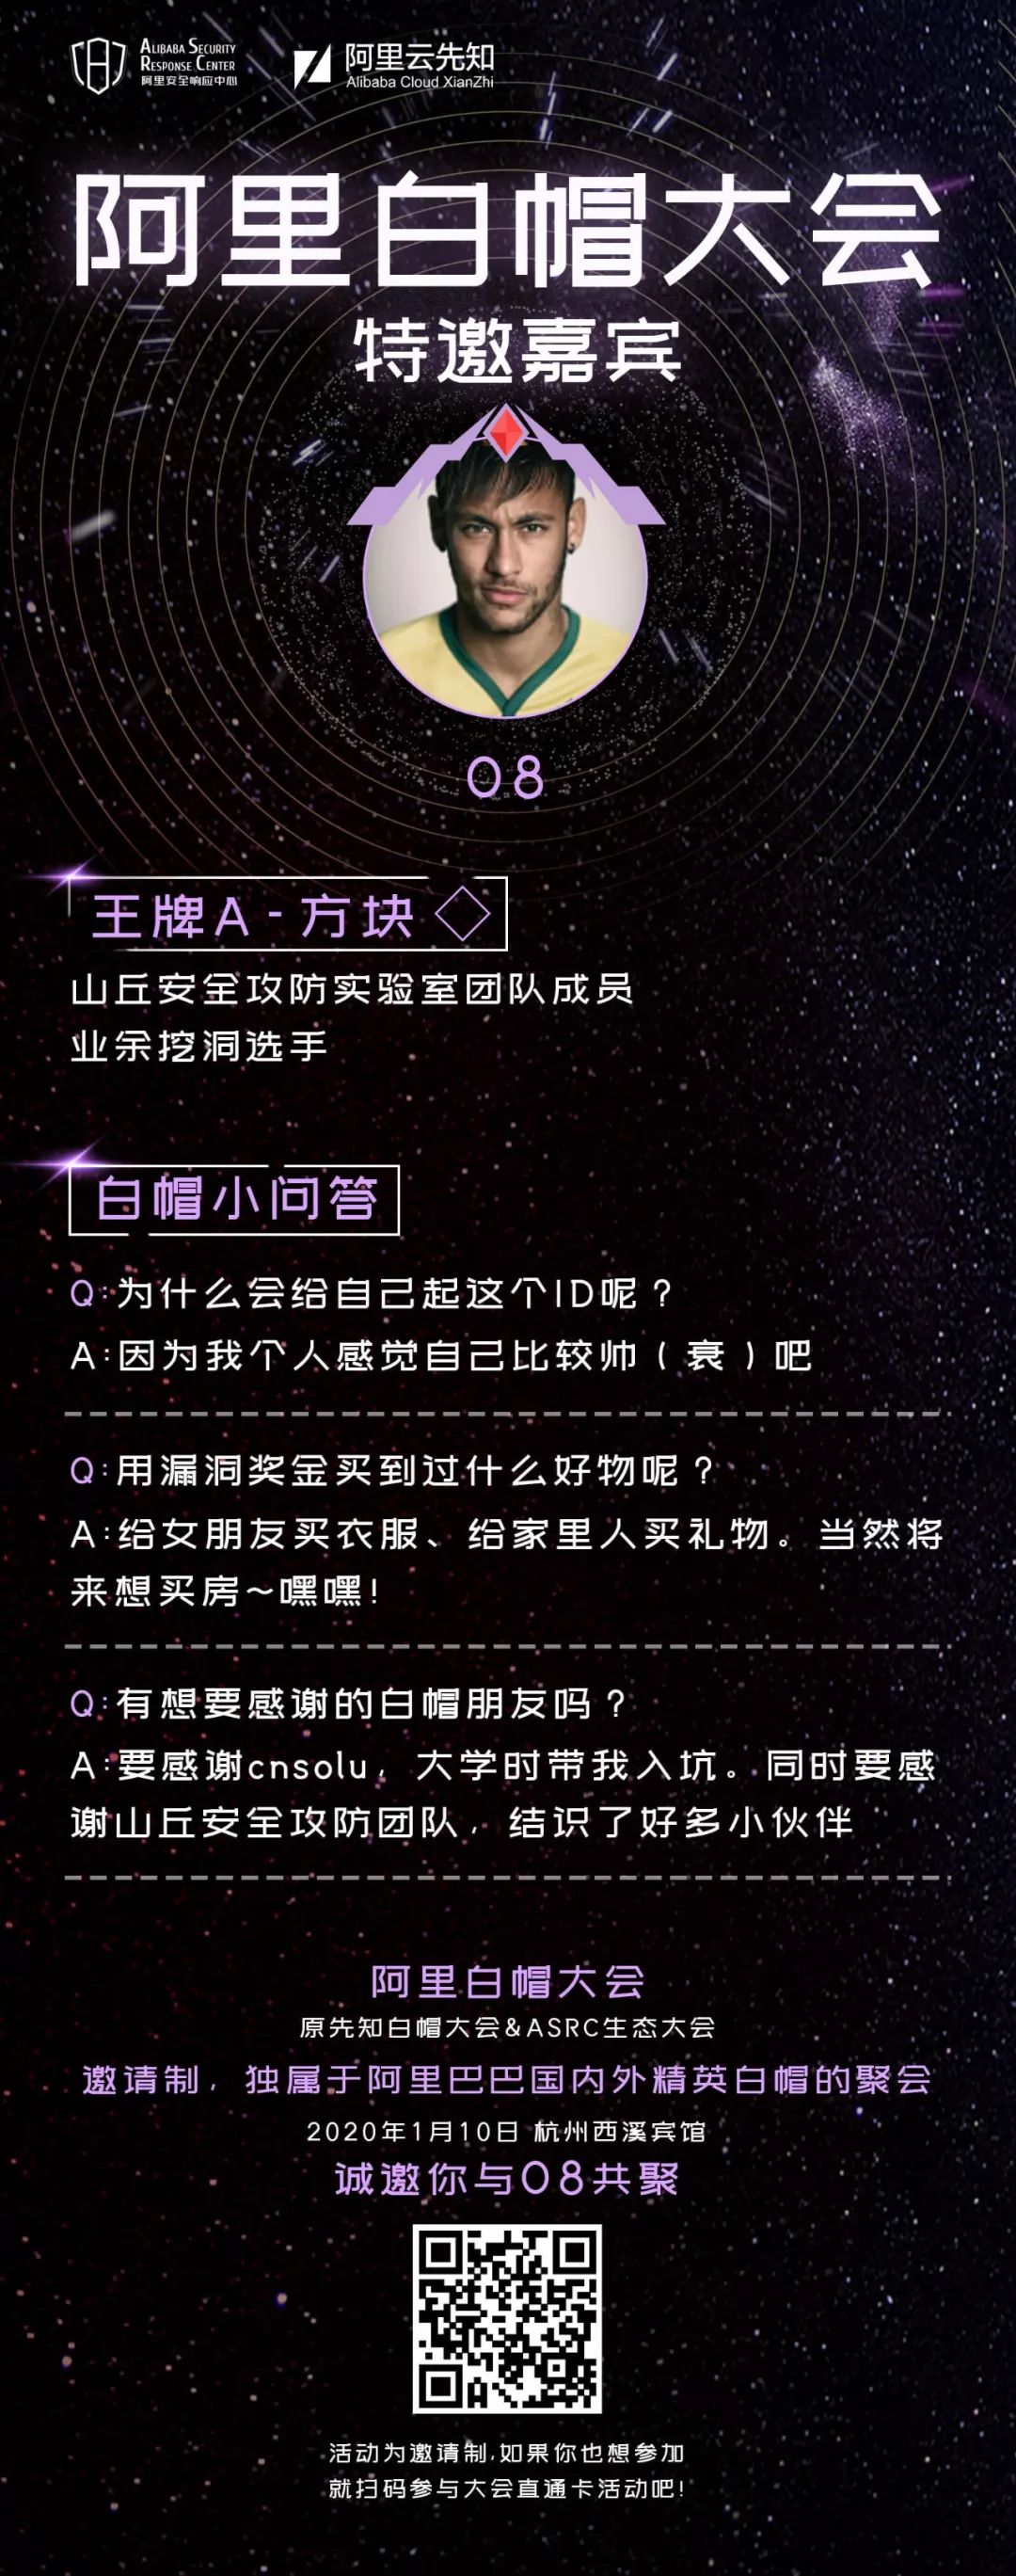 ALIBABA SECURITY
RESPONSE CENTER
阿里安全响应中心
阿里云先知
Alibaba Cloud XianZhi
阿里白帽大会
特邀嘉宾
08
王牌A-方块
山丘安全攻防实验室团队成员
业余挖洞选手
白帽小问答
Q:为什么会给自己起这个ID呢？
A:因为我个人感觉自己比较帅（衰）吧
Q:用漏洞奖金买到过什么好物呢？
A:给女朋友买衣服、给家里人买礼物。当然将
来想买房~嘿嘿!
Q:有想要感谢的白帽朋友吗？
A:要感谢cnsolu，大学时带我入坑。同时要感
谢山丘安全攻防团队，结识了好多小伙伴
阿里白帽大会
原先知白帽大会&ASRC生态大会
邀请制，独属于阿里巴巴国内外精英白帽的聚会
2020年1月10日 杭州西溪宾馆
诚邀你与08共聚
活动为邀请制,如果你也想参加
就扫码参与大会直通卡活动吧!